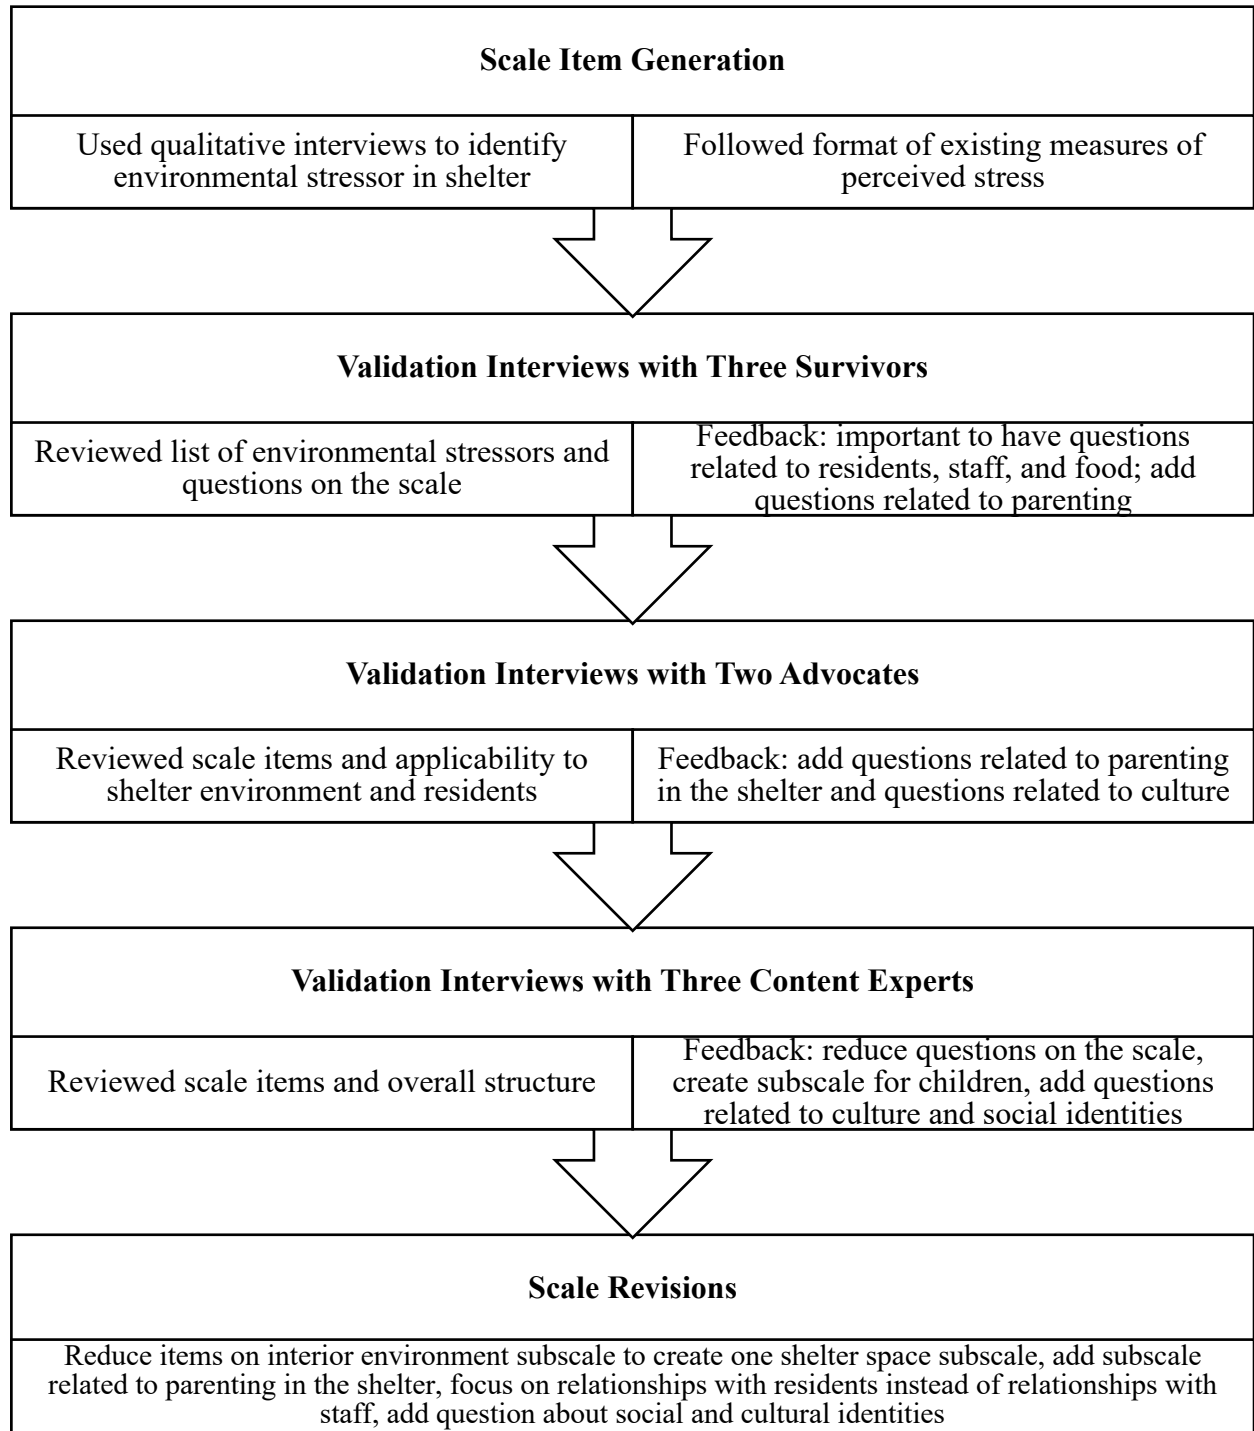 Scale Item Generation
Used qualitative interviews to identify
environmental stressor in shelter
Followed format of existing measures of
perceived stress
Validation Interviews with Three Survivors
Reviewed list of environmental stressors and
questions on the scale
Feedback: important to have questions
related to residents, staff, and food; add
questions related to parenting
Validation Interviews with Two Advocates
Reviewed scale items and applicability to
shelter environment and residents
Feedback: add questions related to parenting
in the shelter and questions related to culture
Validation Interviews with Three Content Experts
Reviewed scale items and overall structure
Feedback: reduce questions on the scale,
create subscale for children, add questions
related to culture and social identities
Scale Revisions
Reduce items on interior environment subscale to create one shelter space subscale, add subscale
related to parenting in the shelter, focus on relationships with residents instead of relationships with
staff, add question about social and cultural identities